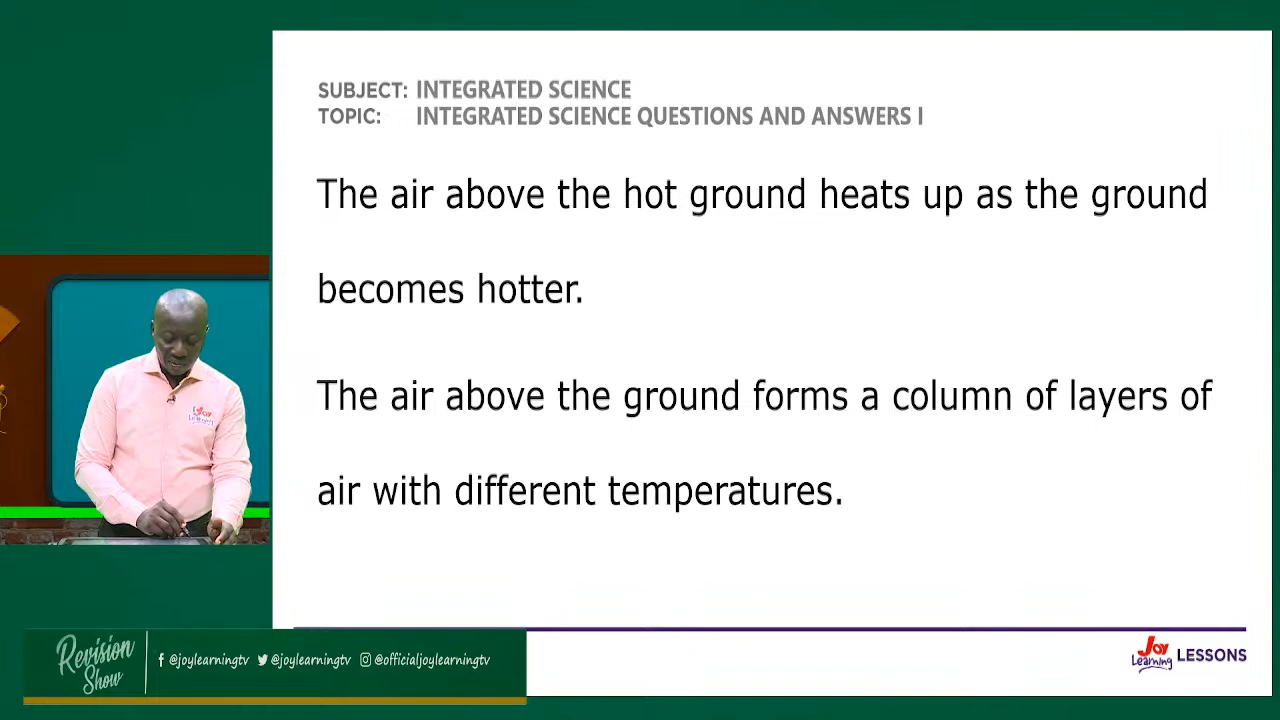 SUBJECT: INTEGRATED SCIENCE
TOPIC: INTEGRATED SCIENCE QUESTIONS AND ANSWERS I
The air above the hot ground heats up as the ground
becomes hotter.
The air above the ground forms a column of layers of
air with different temperatures.
Joy Learning
Revision Show
@joylearningtv @joylearningtv @officialjoylearningtv
Joy Learning LESSONS